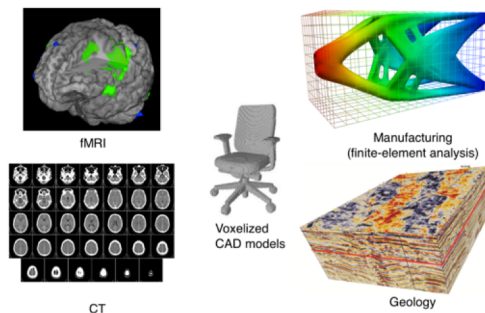 fMRI
Manufacturing
(finite-element analysis)
Voxelized
CAD models
Geology
CT